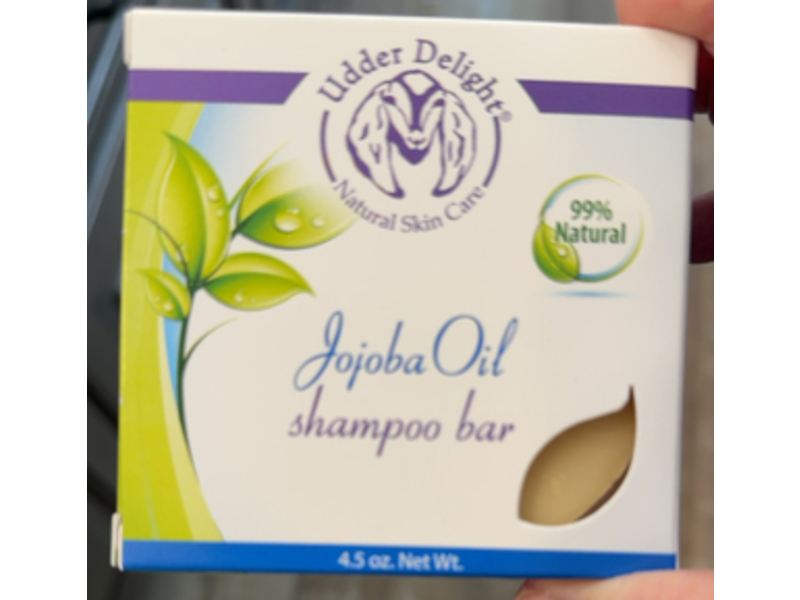 Udder Delight®
Natural Skin Care
99%
Natural
Jojoba Oil
shampoo bar
4.5 oz. Net Wt.